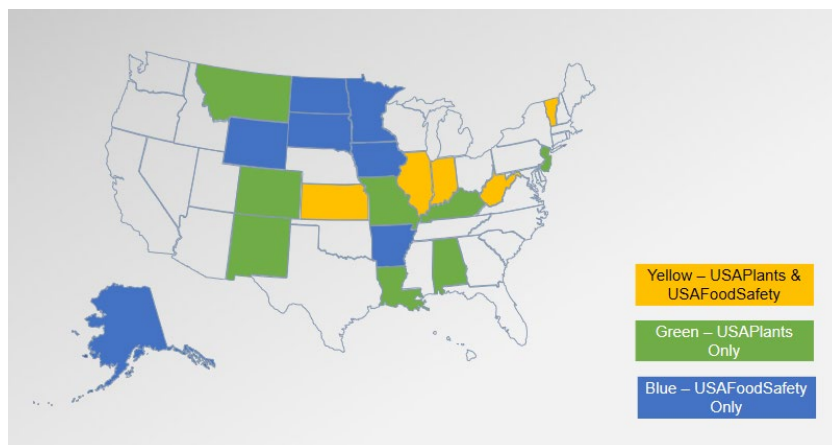 Yellow – USAPlants &
USAFoodSafety
Green – USAPlants
Only
Blue – USAFoodSafety
Only